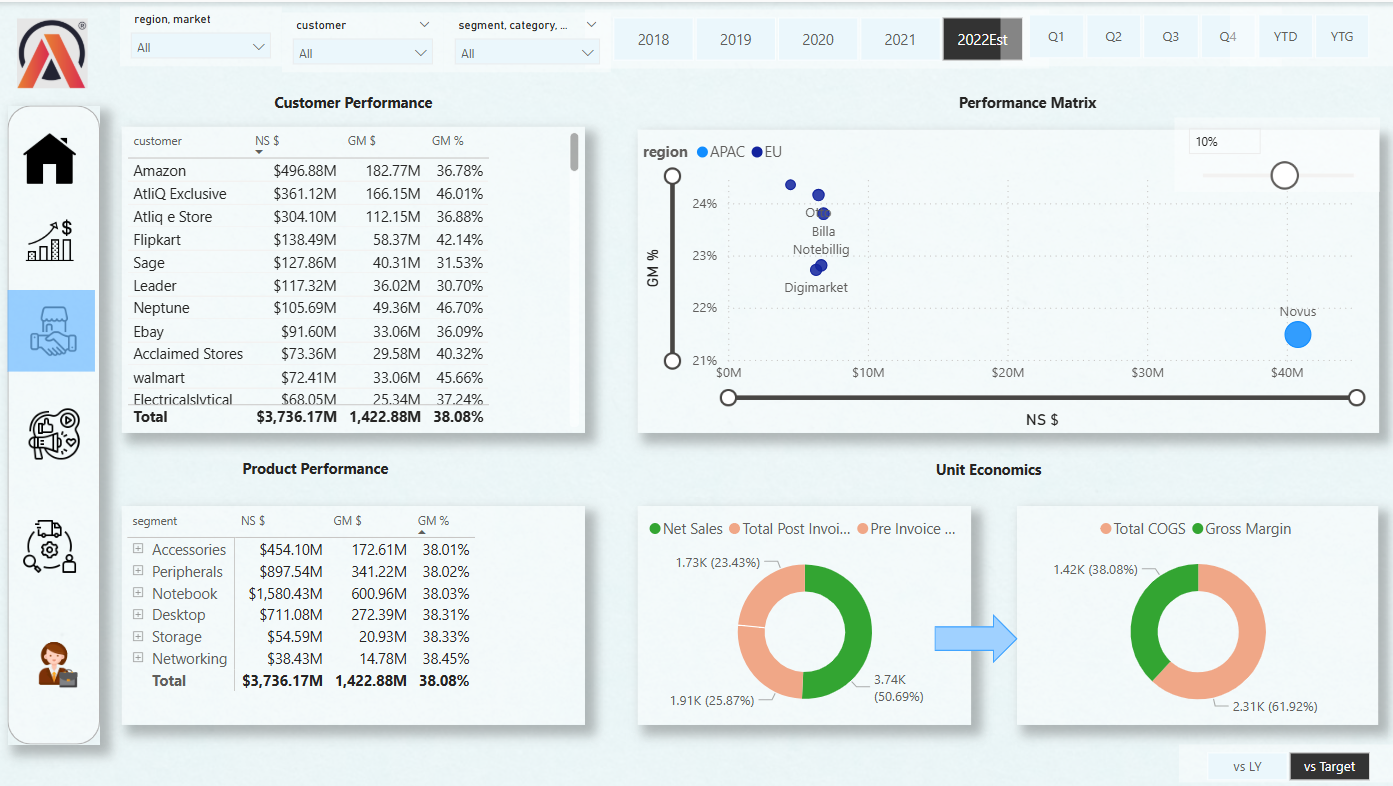 region, market
All
customer
All
segment, category, ...
All
2018 2019 2020 2021 2022Est Q1 Q2 Q3 Q4 YTD YTG
Customer Performance
customer NS $ GM $ GM %
Amazon $496.88M 182.77M 36.78%
AtliQ Exclusive $361.12M 166.15M 46.01%
Atliq e Store $304.10M 112.15M 36.88%
Flipkart $138.49M 58.37M 42.14%
Sage $127.86M 40.31M 31.53%
Leader $117.32M 36.02M 30.70%
Neptune $105.69M 49.36M 46.70%
Ebay $91.60M 33.06M 36.09%
Acclaimed Stores $73.36M 29.58M 40.32%
walmart $72.41M 33.06M 45.66%
Electricalslytical $68.05M 25.34M 37.24%
Total $3,736.17M 1,422.88M 38.08%
Performance Matrix
10%
region APAC EU
GM %
24%
23%
22%
21%
Otto
Billa
Notebillig
Digimarket
Novus
$0M $10M $20M $30M $40M
NS $
Product Performance
segment NS $ GM $ GM %
Accessories $454.10M 172.61M 38.01%
Peripherals $897.54M 341.22M 38.02%
Notebook $1,580.43M 600.96M 38.03%
Desktop $711.08M 272.39M 38.31%
Storage $54.59M 20.93M 38.33%
Networking $38.43M 14.78M 38.45%
Total $3,736.17M 1,422.88M 38.08%
Unit Economics
Net Sales Total Post Invoi... Pre Invoice ...
1.73K (23.43%)
1.91K (25.87%)
3.74K
(50.69%)
Total COGS Gross Margin
1.42K (38.08%)
2.31K (61.92%)
vs LY vs Target